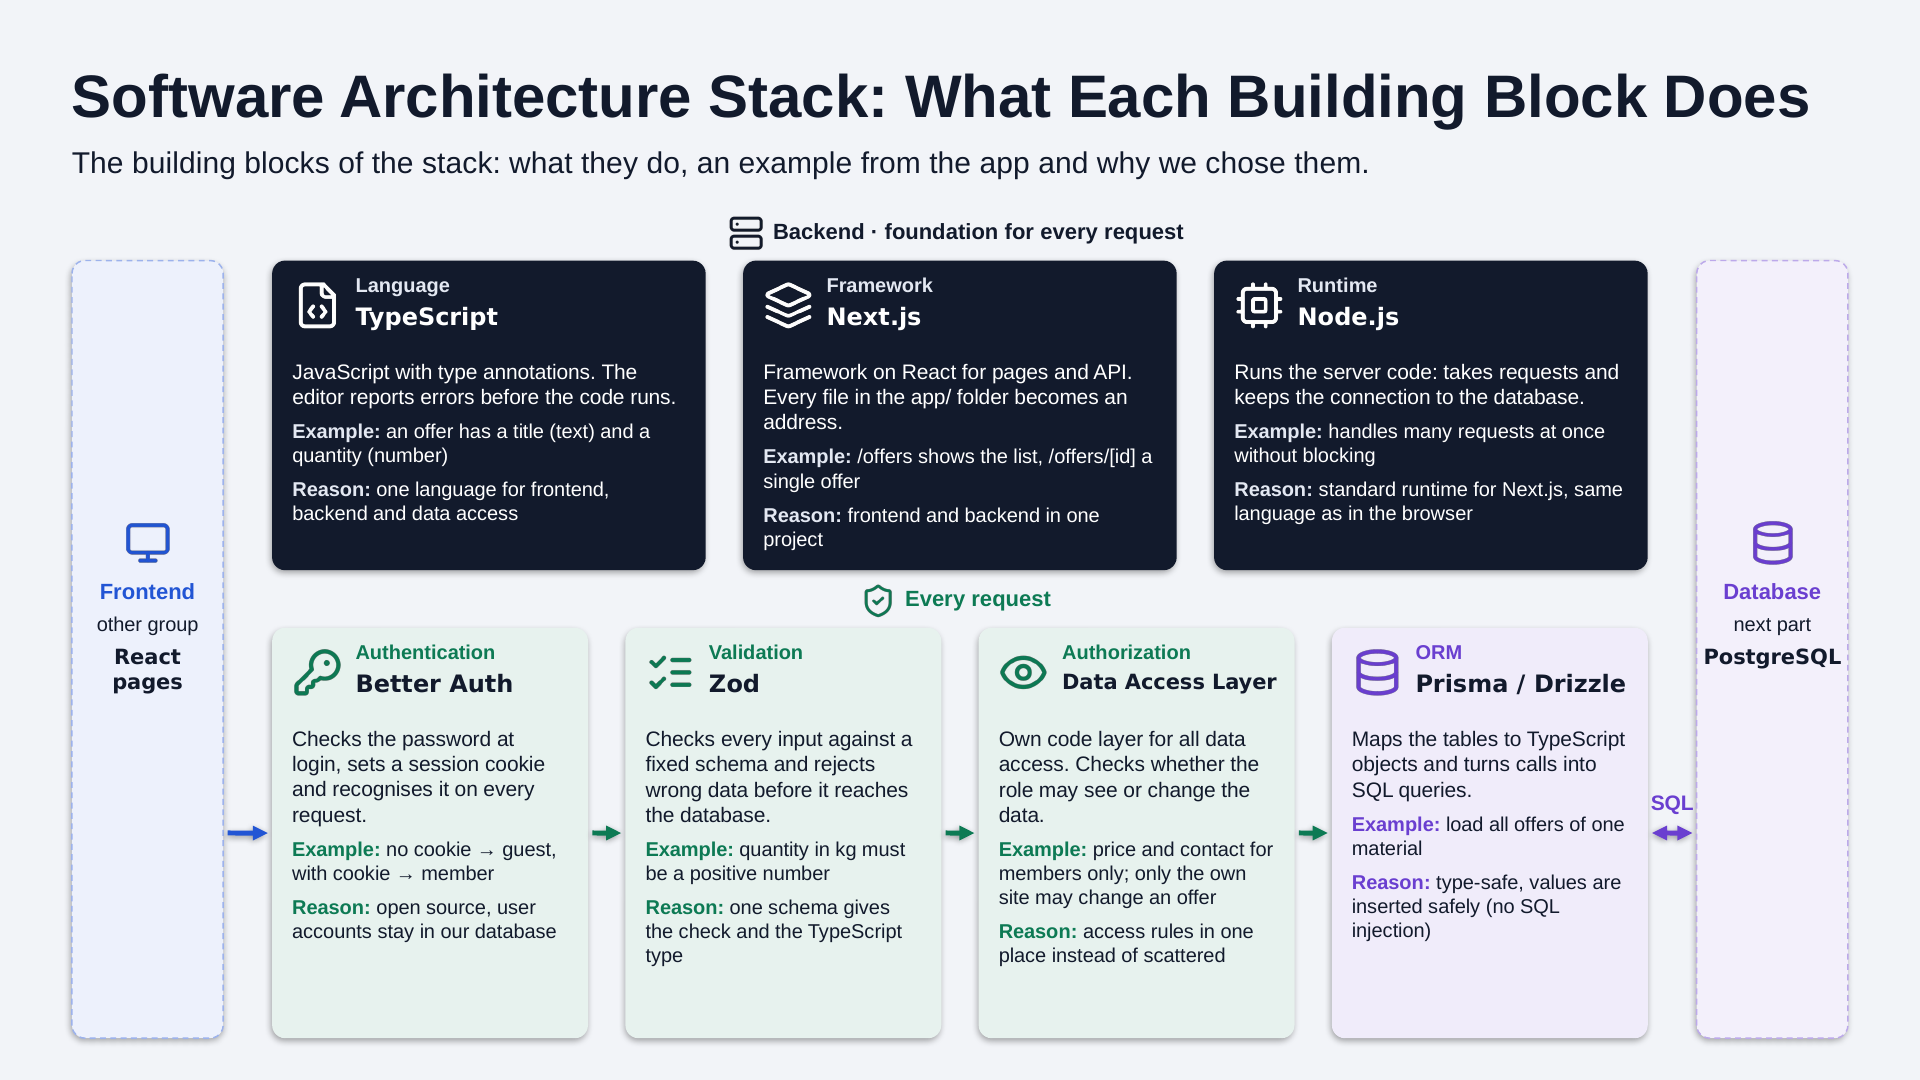 Software Architecture Stack: What Each Building Block Does
The building blocks of the stack: what they do, an example from the app and why we chose them.
Backend · foundation for every request
Frontend
other group
React
pages
Language
TypeScript
JavaScript with type annotations. The
editor reports errors before the code runs.
Example: an offer has a title (text) and a
quantity (number)
Reason: one language for frontend,
backend and data access
Framework
Next.js
Framework on React for pages and API.
Every file in the app/ folder becomes an
address.
Example: /offers shows the list, /offers/[id] a
single offer
Reason: frontend and backend in one
project
Runtime
Node.js
Runs the server code: takes requests and
keeps the connection to the database.
Example: handles many requests at once
without blocking
Reason: standard runtime for Next.js, same
language as in the browser
Every request
Authentication
Better Auth
Checks the password at
login, sets a session cookie
and recognises it on every
request.
Example: no cookie → guest,
with cookie → member
Reason: open source, user
accounts stay in our database
Validation
Zod
Checks every input against a
fixed schema and rejects
wrong data before it reaches
the database.
Example: quantity in kg must
be a positive number
Reason: one schema gives
the check and the TypeScript
type
Authorization
Data Access Layer
Own code layer for all data
access. Checks whether the
role may see or change the
data.
Example: price and contact for
members only; only the own
site may change an offer
Reason: access rules in one
place instead of scattered
ORM
Prisma / Drizzle
Maps the tables to TypeScript
objects and turns calls into
SQL queries.
Example: load all offers of one
material
Reason: type-safe, values are
inserted safely (no SQL
injection)
SQL
Database
next part
PostgreSQL